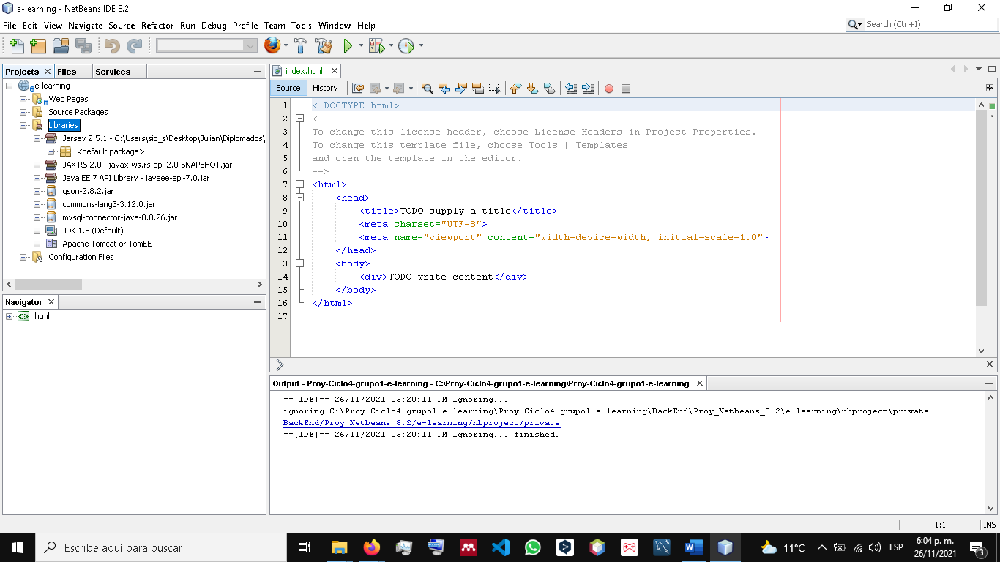 e-learning - NetBeans IDE 8.2
File Edit View Navigate Source Refactor Run Debug Profile Team Tools Window Help
Search (Ctrl+I)
Projects Files Services
e-learning
Web Pages
Source Packages
Libraries
Jersey 2.5.1 - C:\Users\sid_s\Desktop\Julian\Diplomados\
<default package>
JAX RS 2.0 - javax.ws.rs-api-2.0-SNAPSHOT.jar
Java EE 7 API Library - javaee-api-7.0.jar
gson-2.8.2.jar
commons-lang3-3.12.0.jar
mysql-connector-java-8.0.26.jar
JDK 1.8 (Default)
Apache Tomcat or TomEE
Configuration Files
Navigator
html
index.html
Source History
1 <!DOCTYPE html>
2 <!--
3 To change this license header, choose License Headers in Project Properties.
4 To change this template file, choose Tools | Templates
5 and open the template in the editor.
6 -->
7 <html>
8 <head>
9 <title>TODO supply a title</title>
10 <meta charset="UTF-8">
11 <meta name="viewport" content="width=device-width, initial-scale=1.0">
12 </head>
13 <body>
14 <div>TODO write content</div>
15 </body>
16 </html>
17
Output - Proy-Ciclo4-grupo1-e-learning - C:\Proy-Ciclo4-grupo1-e-learning\Proy-Ciclo4-grupo1-e-learning
==[IDE]== 26/11/2021 05:20:11 PM Ignoring...
ignoring C:\Proy-Ciclo4-grupo1-e-learning\Proy-Ciclo4-grupo1-e-learning\BackEnd\Proy_Netbeans_8.2\e-learning\nbproject\private
BackEnd/Proy_Netbeans_8.2/e-learning/nbproject/private
==[IDE]== 26/11/2021 05:20:11 PM Ignoring... finished.
1:1 INS
Escribe aquí para buscar
11°C
ESP
6:04 p. m.
26/11/2021
3